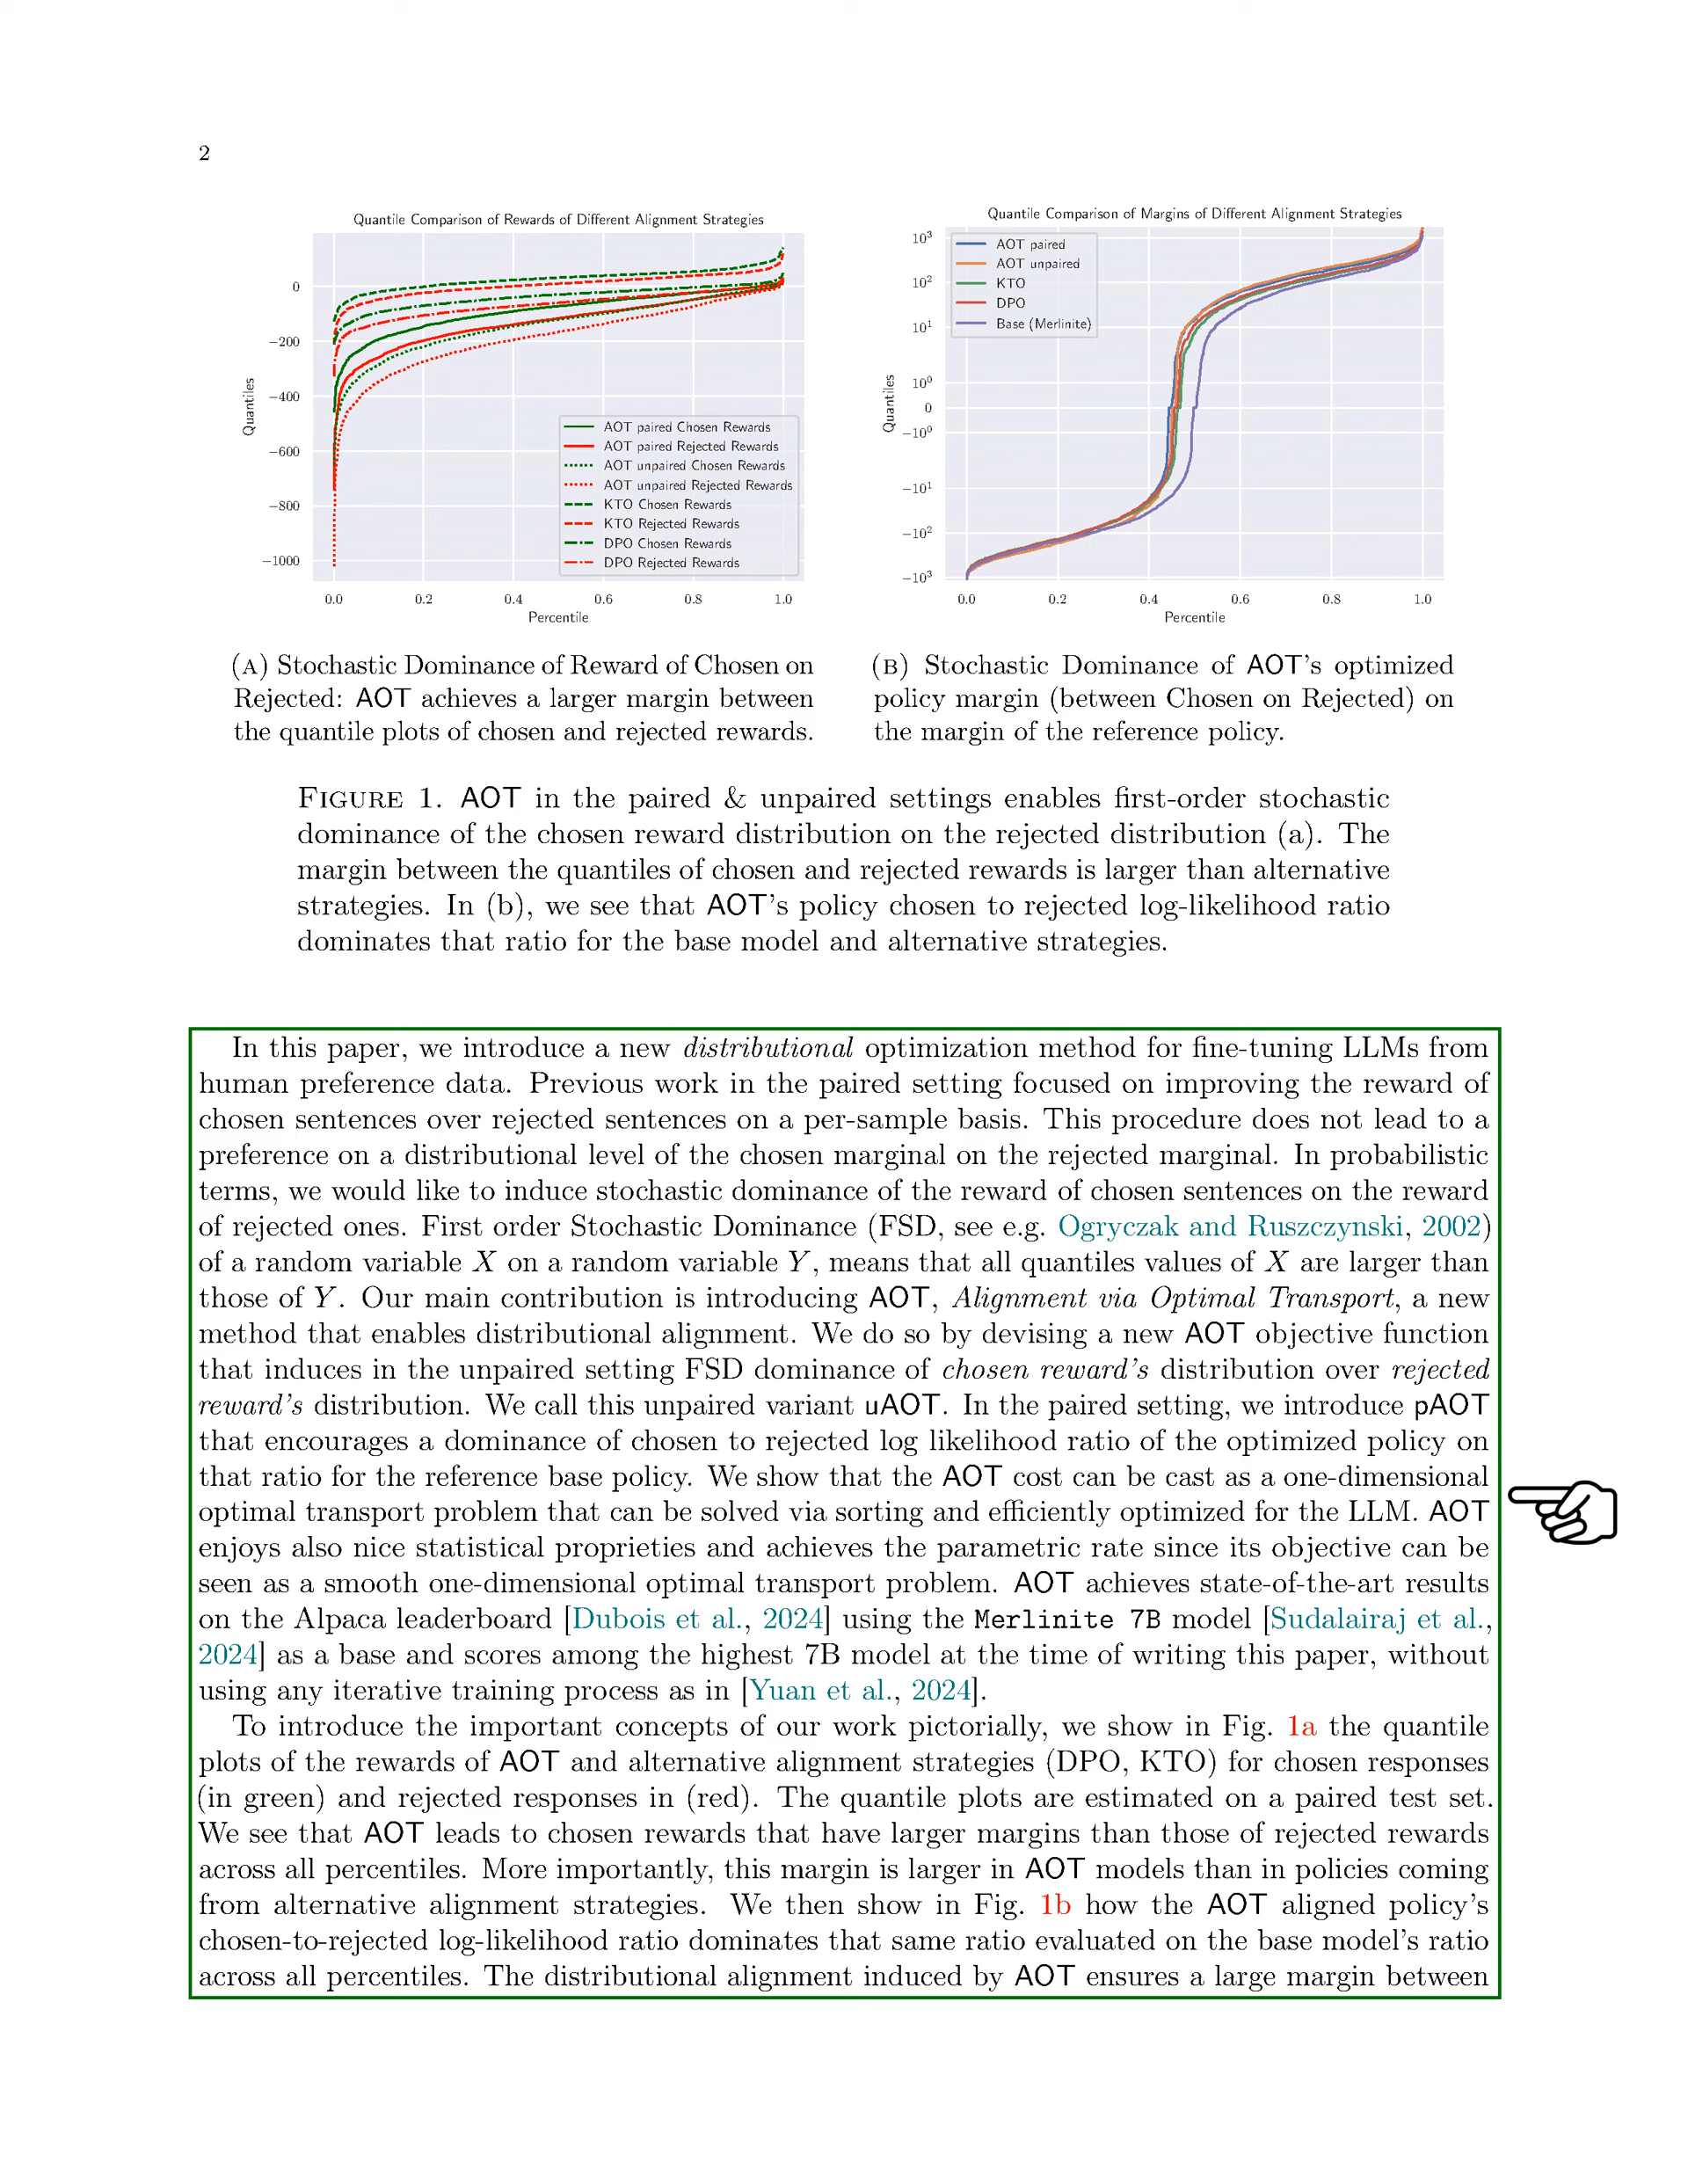 2
Quantile Comparison of Rewards of Different Alignment Strategies
0
−200
−400
−600
−800
−1000
Quantiles
AOT paired Chosen Rewards
AOT paired Rejected Rewards
AOT unpaired Chosen Rewards
AOT unpaired Rejected Rewards
KTO Chosen Rewards
KTO Rejected Rewards
DPO Chosen Rewards
DPO Rejected Rewards
0.0 0.2 0.4 0.6 0.8 1.0
Percentile
Quantile Comparison of Margins of Different Alignment Strategies
10³
10²
10¹
10⁰
0
−10⁰
−10¹
−10²
−10³
Quantiles
AOT paired
AOT unpaired
KTO
DPO
Base (Merlinite)
0.0 0.2 0.4 0.6 0.8 1.0
Percentile
(A) Stochastic Dominance of Reward of Chosen on
Rejected: AOT achieves a larger margin between
the quantile plots of chosen and rejected rewards.
(B) Stochastic Dominance of AOT's optimized
policy margin (between Chosen on Rejected) on
the margin of the reference policy.
FIGURE 1. AOT in the paired & unpaired settings enables first-order stochastic
dominance of the chosen reward distribution on the rejected distribution (a). The
margin between the quantiles of chosen and rejected rewards is larger than alternative
strategies. In (b), we see that AOT's policy chosen to rejected log-likelihood ratio
dominates that ratio for the base model and alternative strategies.
In this paper, we introduce a new distributional optimization method for fine-tuning LLMs from
human preference data. Previous work in the paired setting focused on improving the reward of
chosen sentences over rejected sentences on a per-sample basis. This procedure does not lead to a
preference on a distributional level of the chosen marginal on the rejected marginal. In probabilistic
terms, we would like to induce stochastic dominance of the reward of chosen sentences on the reward
of rejected ones. First order Stochastic Dominance (FSD, see e.g. Ogryczak and Ruszczynski, 2002)
of a random variable X on a random variable Y, means that all quantiles values of X are larger than
those of Y. Our main contribution is introducing AOT, Alignment via Optimal Transport, a new
method that enables distributional alignment. We do so by devising a new AOT objective function
that induces in the unpaired setting FSD dominance of chosen reward's distribution over rejected
reward's distribution. We call this unpaired variant uAOT. In the paired setting, we introduce pAOT
that encourages a dominance of chosen to rejected log likelihood ratio of the optimized policy on
that ratio for the reference base policy. We show that the AOT cost can be cast as a one-dimensional
optimal transport problem that can be solved via sorting and efficiently optimized for the LLM. AOT
enjoys also nice statistical proprieties and achieves the parametric rate since its objective can be
seen as a smooth one-dimensional optimal transport problem. AOT achieves state-of-the-art results
on the Alpaca leaderboard [Dubois et al., 2024] using the Merlinite 7B model [Sudalairaj et al.,
2024] as a base and scores among the highest 7B model at the time of writing this paper, without
using any iterative training process as in [Yuan et al., 2024].
To introduce the important concepts of our work pictorially, we show in Fig. 1a the quantile
plots of the rewards of AOT and alternative alignment strategies (DPO, KTO) for chosen responses
(in green) and rejected responses in (red). The quantile plots are estimated on a paired test set.
We see that AOT leads to chosen rewards that have larger margins than those of rejected rewards
across all percentiles. More importantly, this margin is larger in AOT models than in policies coming
from alternative alignment strategies. We then show in Fig. 1b how the AOT aligned policy's
chosen-to-rejected log-likelihood ratio dominates that same ratio evaluated on the base model's ratio
across all percentiles. The distributional alignment induced by AOT ensures a large margin between